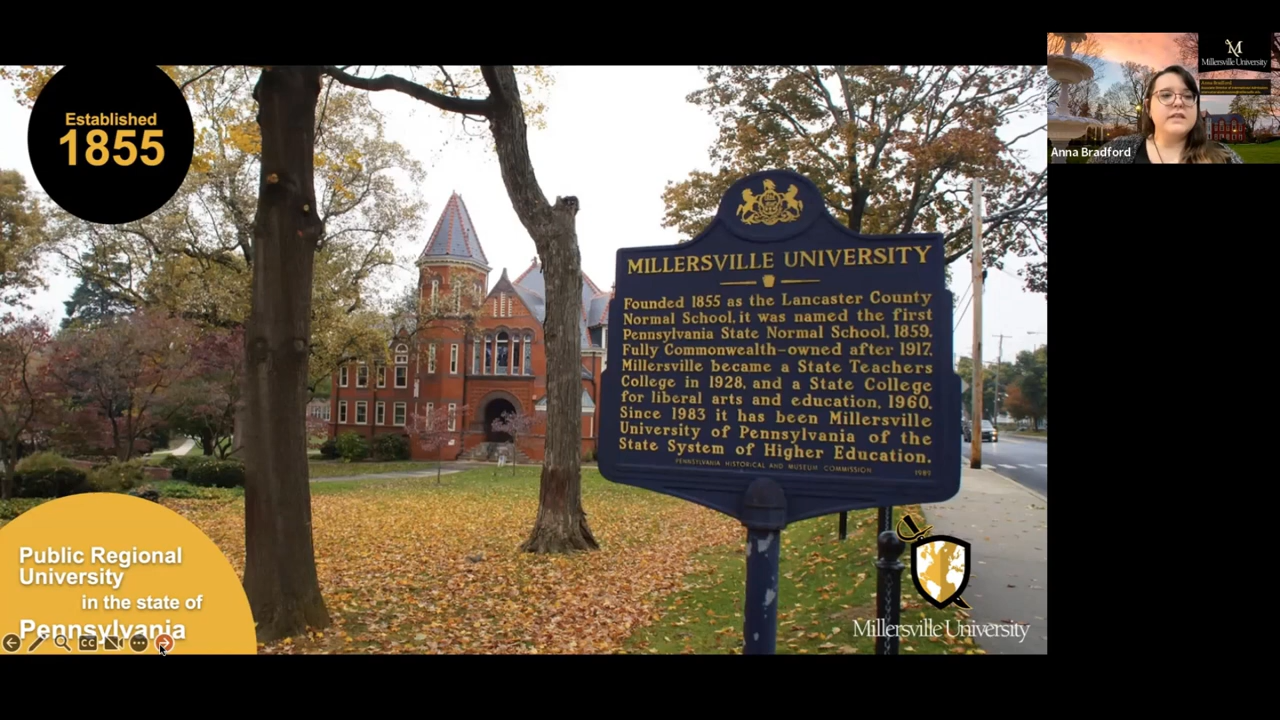 Established
1855
MILLERSVILLE UNIVERSITY
Founded 1855 as the Lancaster County
Normal School, it was named the first
Pennsylvania State Normal School, 1859.
Fully Commonwealth-owned after 1917,
Millersville became a State Teachers
College in 1928, and a State College
for liberal arts and education, 1960.
Since 1983 it has been Millersville
University of Pennsylvania of the
State System of Higher Education.
PENNSYLVANIA HISTORICAL AND MUSEUM COMMISSION 1987
Public Regional
University
in the state of
Pennsylvania
CC
Millersville University
M
Millersville University
Anna Bradford
Anna Bradford